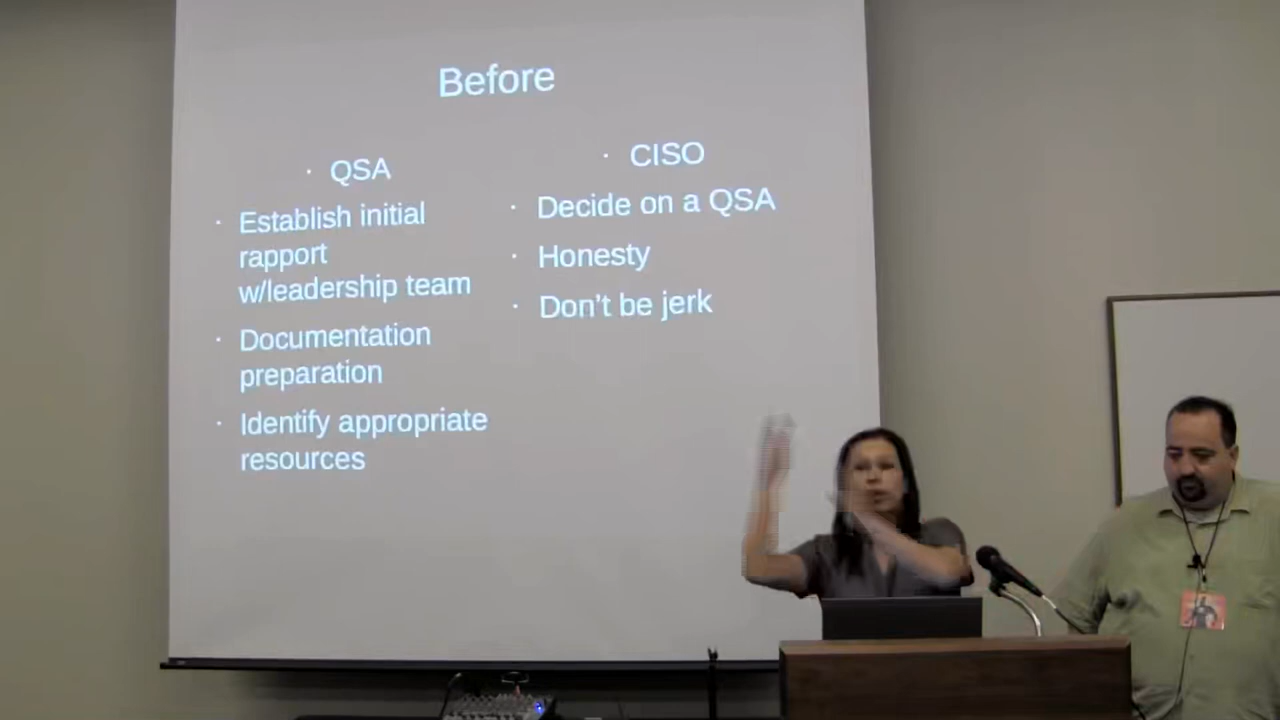 Before
· QSA
· Establish initial
rapport
w/leadership team
· Documentation
preparation
· Identify appropriate
resources
· CISO
· Decide on a QSA
· Honesty
· Don't be jerk